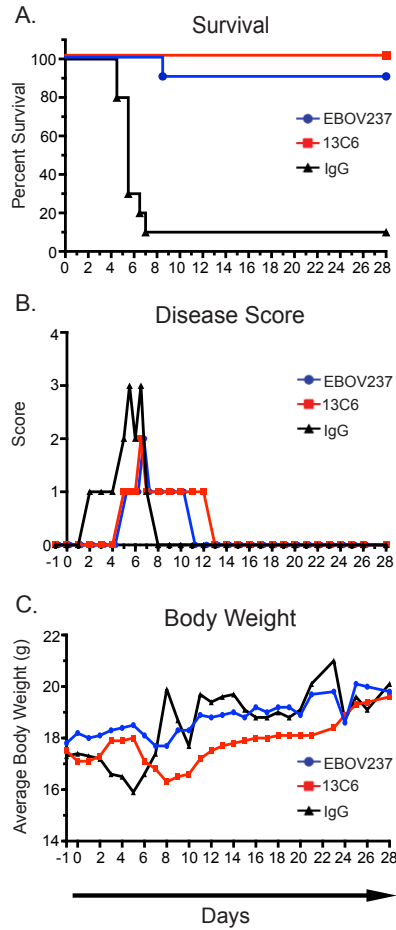 A.
Survival
Percent Survival
100
80
60
40
20
0
EBOV237
13C6
IgG
0 2 4 6 8 10 12 14 16 18 20 22 24 26 28
B.
Disease Score
Score
4
3
2
1
0
EBOV237
13C6
IgG
-1 0 2 4 6 8 10 12 14 16 18 20 22 24 26 28
C.
Body Weight
Average Body Weight (g)
22
20
18
16
14
EBOV237
13C6
IgG
-1 0 2 4 6 8 10 12 14 16 18 20 22 24 26 28
Days